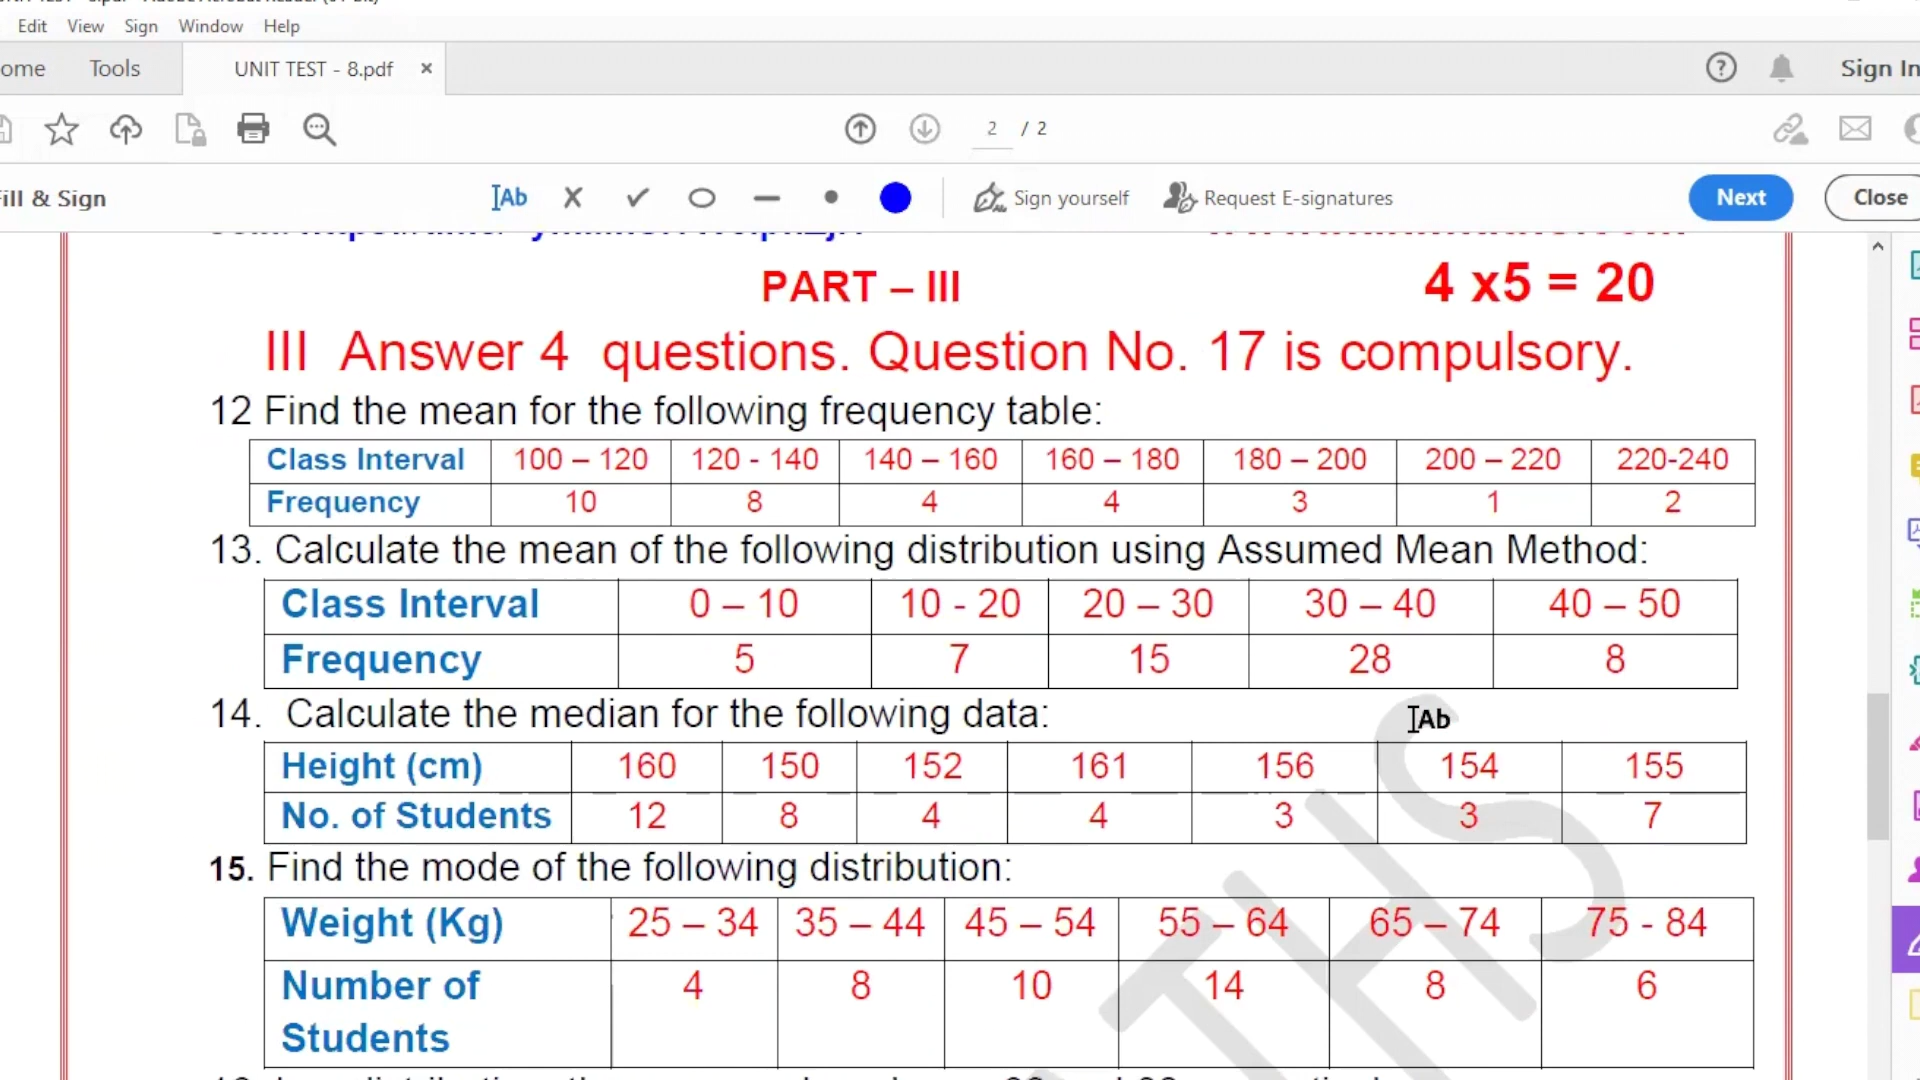 Edit View Sign Window Help
Tools UNIT TEST - 8.pdf × Sign In
2 / 2
Fill & Sign Ab Sign yourself Request E-signatures Next Close
PART – III 4 x5 = 20
III Answer 4 questions. Question No. 17 is compulsory.
12 Find the mean for the following frequency table:
Class Interval 100 – 120 120 - 140 140 – 160 160 – 180 180 – 200 200 – 220 220-240
Frequency 10 8 4 4 3 1 2
13. Calculate the mean of the following distribution using Assumed Mean Method:
Class Interval 0 – 10 10 - 20 20 – 30 30 – 40 40 – 50
Frequency 5 7 15 28 8
14. Calculate the median for the following data:
Ab
Height (cm) 160 150 152 161 156 154 155
No. of Students 12 8 4 4 3 3 7
15. Find the mode of the following distribution:
Weight (Kg) 25 – 34 35 – 44 45 – 54 55 – 64 65 – 74 75 - 84
Number of 4 8 10 14 8 6
Students
THS